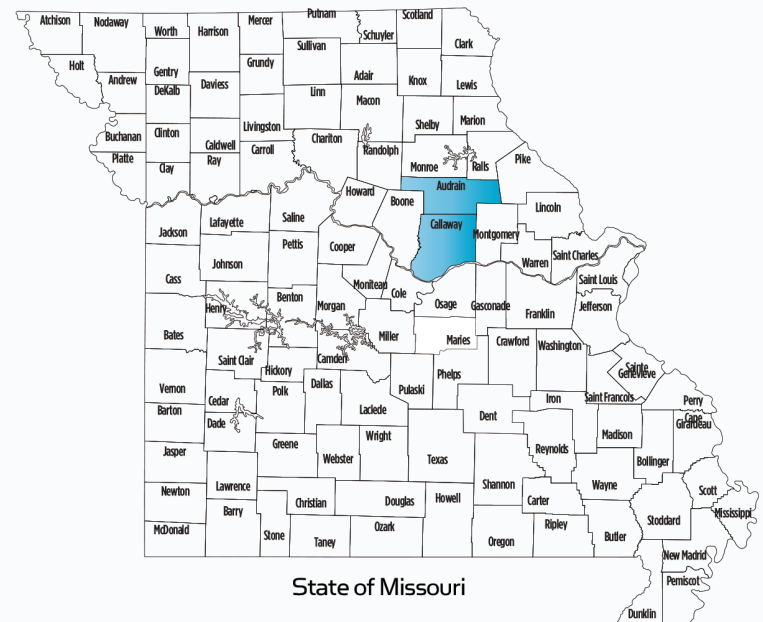 Atchison
Nodaway
Worth
Harrison
Mercer
Putnam
Schuyler
Scotland
Clark
Holt
Andrew
Gentry
DeKalb
Daviess
Grundy
Sullivan
Adair
Knox
Lewis
Linn
Macon
Shelby
Marion
Buchanan
Clinton
Caldwell
Livingston
Chariton
Randolph
Monroe
Ralls
Pike
Platte
Clay
Ray
Carroll
Howard
Boone
Audrain
Lincoln
Jackson
Lafayette
Saline
Pettis
Cooper
Callaway
Montgomery
Warren
Saint Charles
Saint Louis
Cass
Johnson
Henry
Benton
Morgan
Moniteau
Cole
Osage
Gasconade
Franklin
Jefferson
Bates
Saint Clair
Hickory
Camden
Miller
Maries
Crawford
Washington
Sainte
Genevieve
Vernon
Cedar
Polk
Dallas
Laclede
Pulaski
Phelps
Dent
Iron
Saint Francois
Perry
Barton
Dade
Greene
Webster
Wright
Texas
Reynolds
Madison
Cape
Girardeau
Bollinger
Jasper
Lawrence
Christian
Douglas
Howell
Shannon
Carter
Wayne
Scott
Mississippi
Newton
Barry
McDonald
Stone
Taney
Ozark
Oregon
Ripley
Butler
Stoddard
New Madrid
Pemiscot
Dunklin
State of Missouri